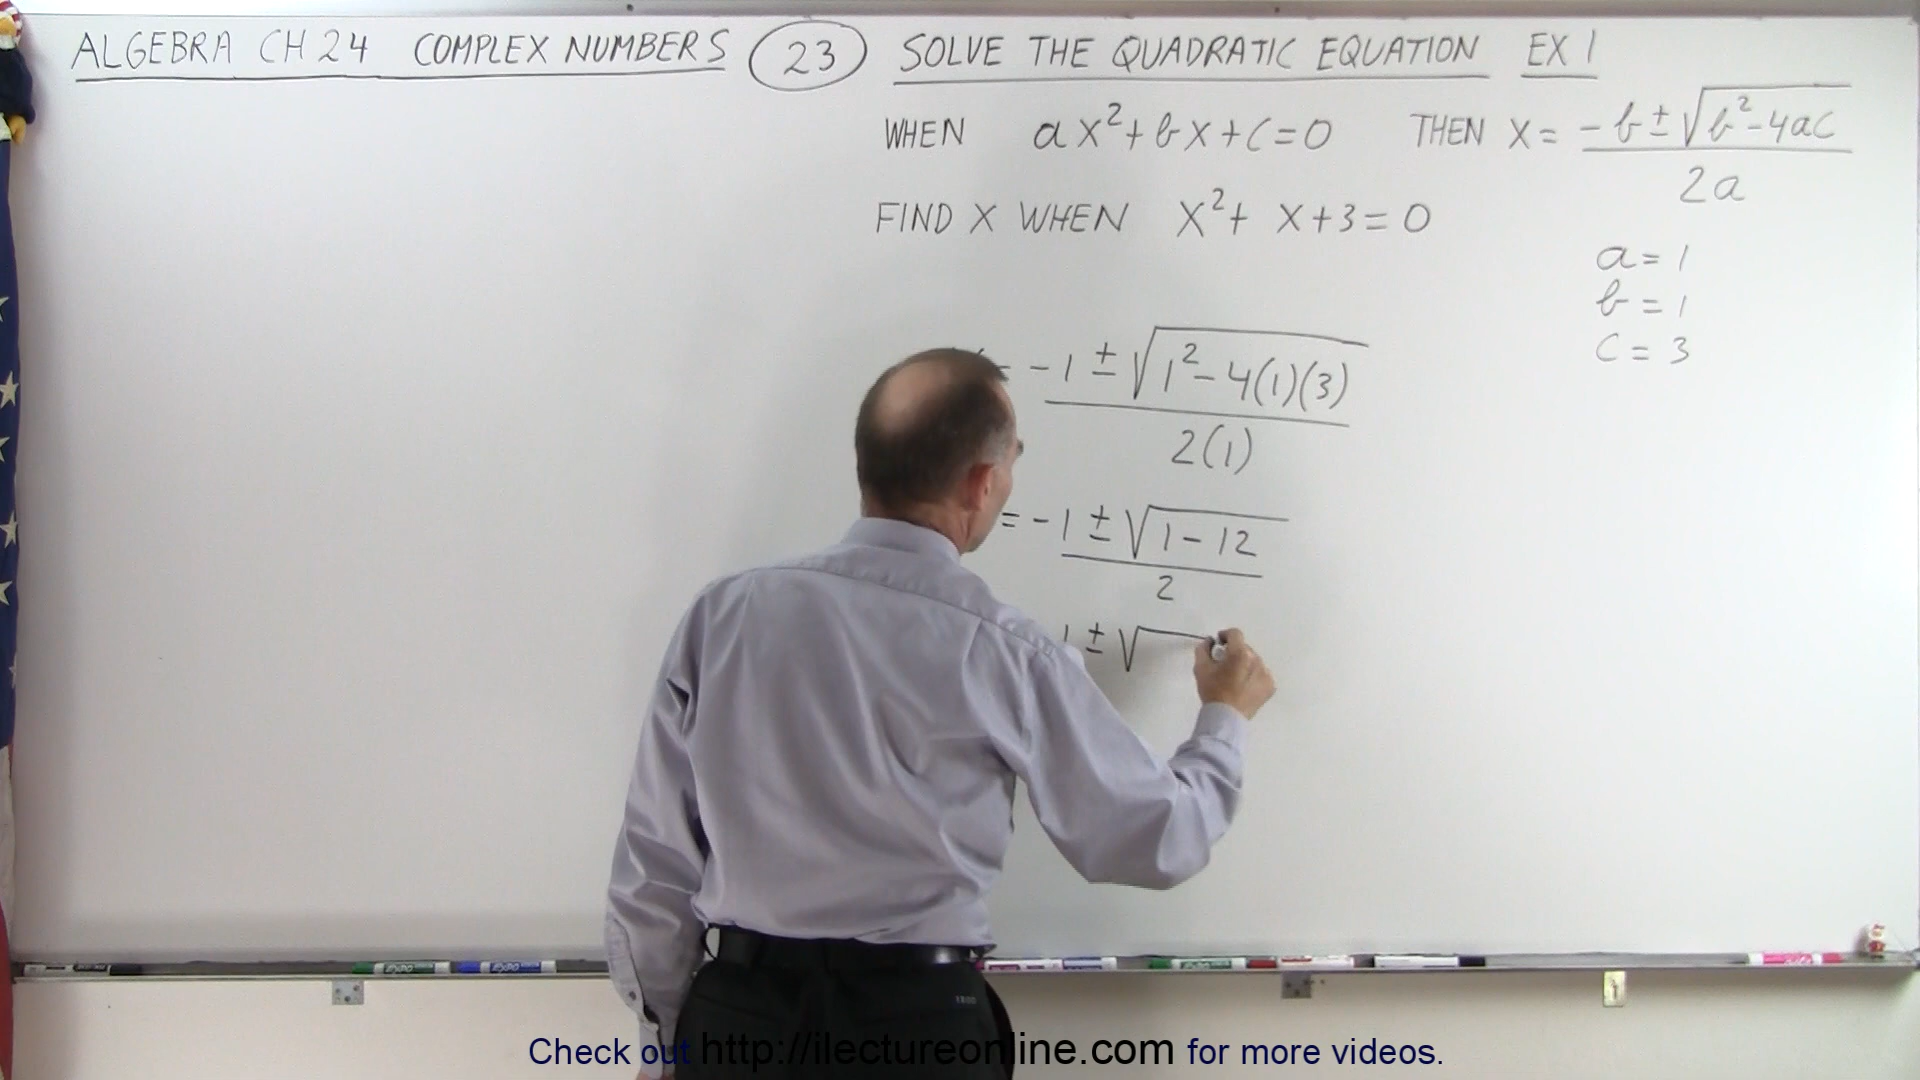 ALGEBRA CH 24 COMPLEX NUMBERS 23 SOLVE THE QUADRATIC EQUATION EX 1
WHEN ax²+bx+c=0 THEN X = (-b±√(b²-4ac))/2a
FIND X WHEN X²+ X+3=0
a = 1
b = 1
c = 3
= (-1 ± √(1²-4(1)(3)))/2(1)
= (-1 ± √(1-12))/2
1 ± √
Check out http://ilectureonline.com for more videos.